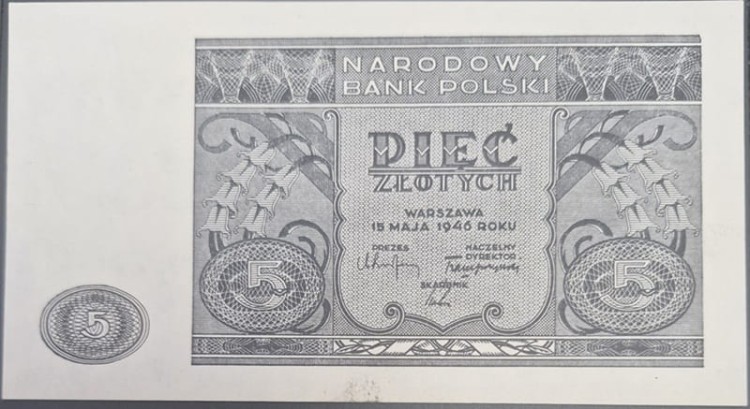 NARODOWY
BANK POLSKI
PIĘĆ
ZŁOTYCH
WARSZAWA
15 MAJA 1946 ROKU
PREZES NACZELNY
DYREKTOR
SKARBNIK
5 5
5